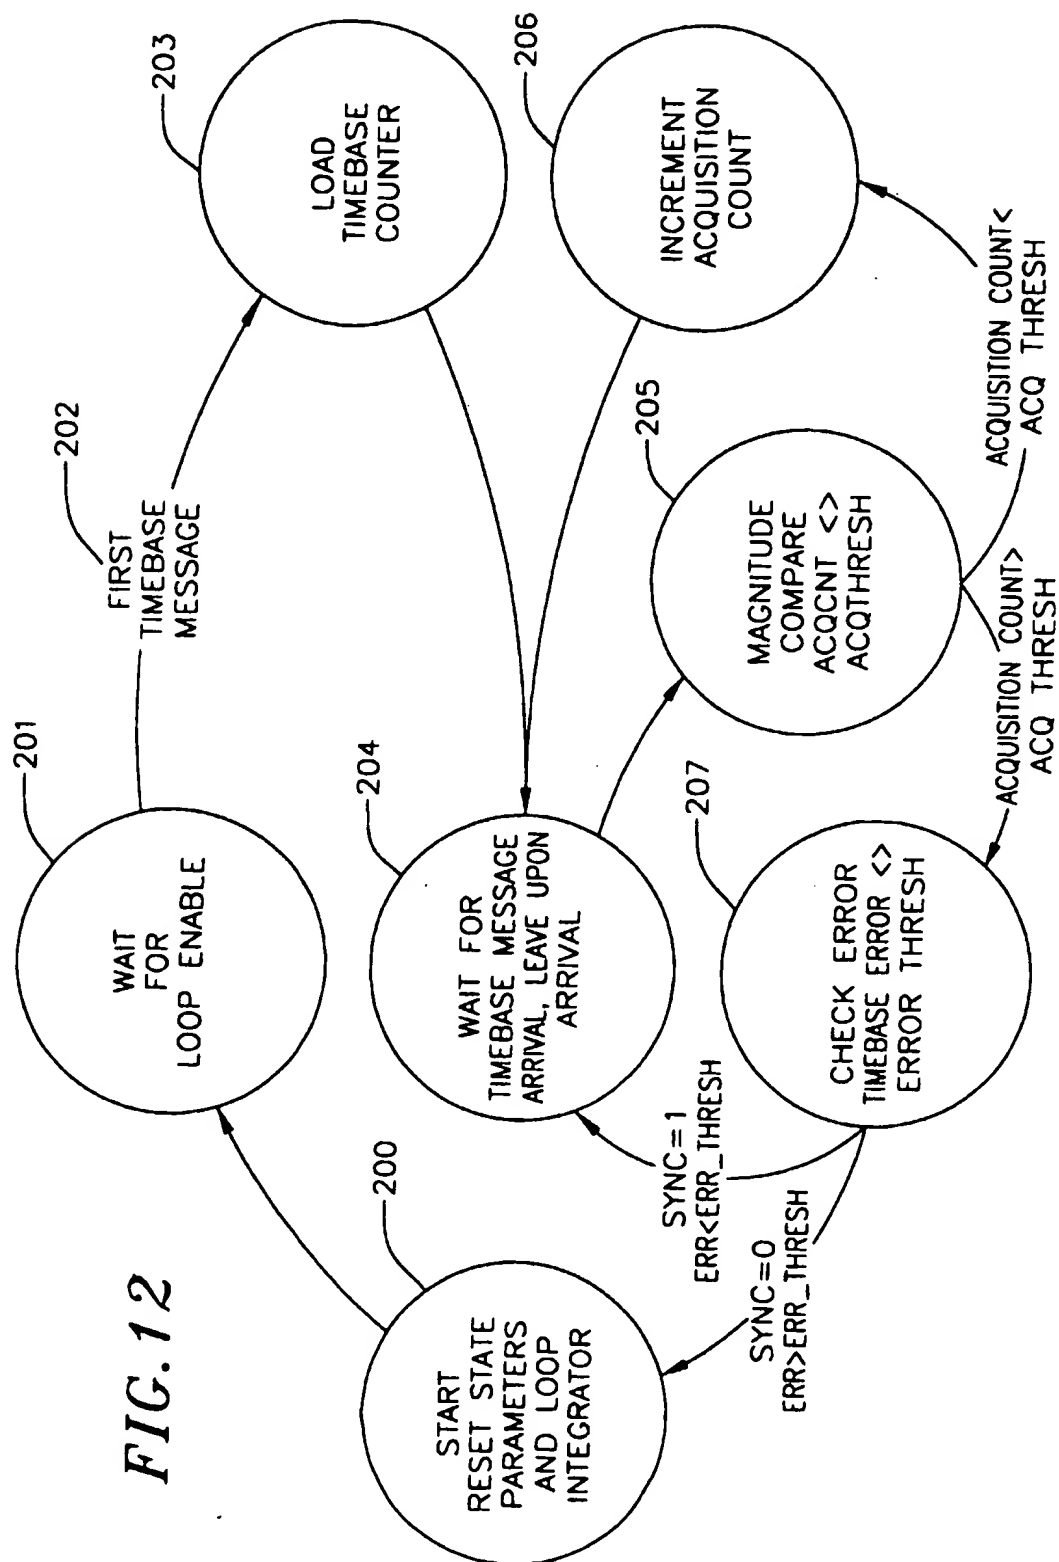 FIG.12
START
RESET STATE
PARAMETERS
AND LOOP
INTEGRATOR
200
WAIT
FOR
LOOP ENABLE
201
FIRST
TIMEBASE
MESSAGE
202
LOAD
TIMEBASE
COUNTER
203
WAIT FOR
TIMEBASE MESSAGE
ARRIVAL, LEAVE UPON
ARRIVAL
204
MAGNITUDE
COMPARE
ACQCNT <>
ACQTHRESH
205
INCREMENT
ACQUISITION
COUNT
206
ACQUISITION COUNT<
ACQ THRESH
ACQUISITION COUNT>
ACQ THRESH
CHECK ERROR
TIMEBASE ERROR <>
ERROR THRESH
207
SYNC=1
ERR<ERR_THRESH
SYNC=0
ERR>ERR_THRESH